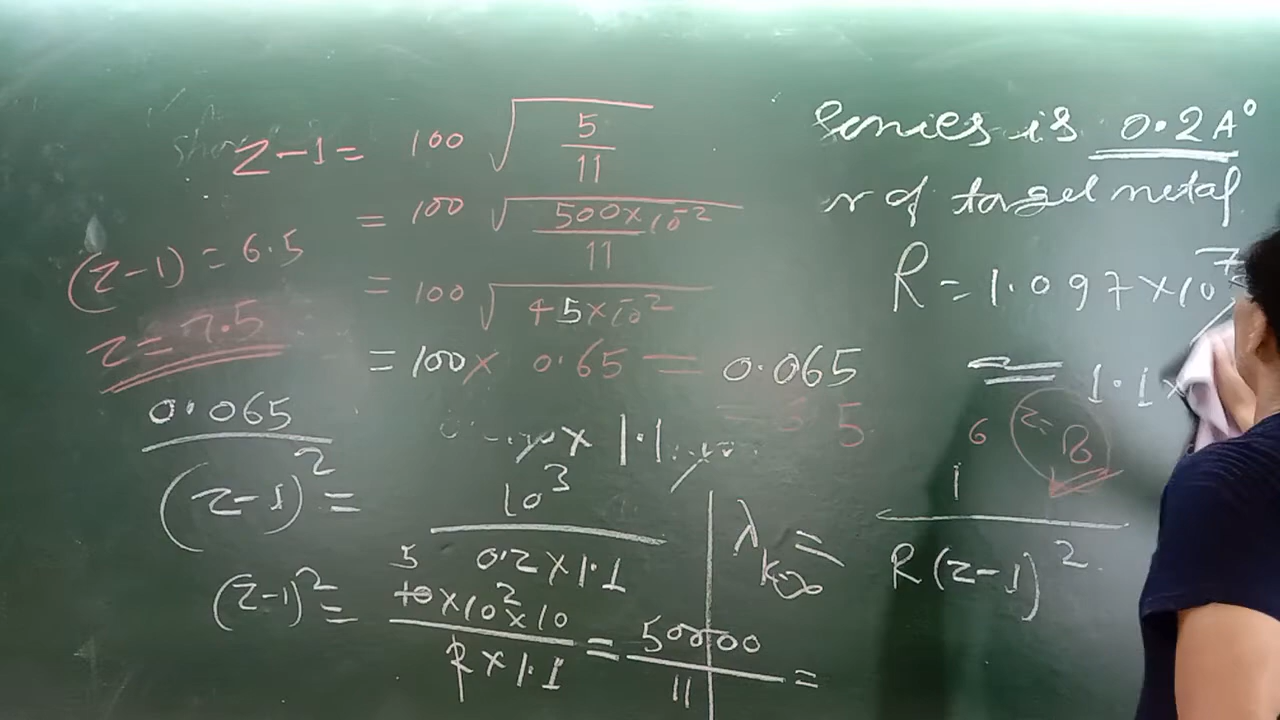 Series is 0.2A°
r of target metal
R = 1.097×10⁷
= 1.1×
Z-1 = 100 √(5/11)
= 100 √(500×10⁻²/11)
(Z-1) = 6.5
= 100 √(45×10⁻²)
Z = 7.5
= 100 × 0.65 = 0.065
0.065
5
6
× 1.1
(Z-1)² = 10³ / (0.2×1.1)
(Z-1)² = 5 10×10²×10 / (2×1.1) = 50000/11 =
λ K∞ = 1 / (R(Z-1)²)